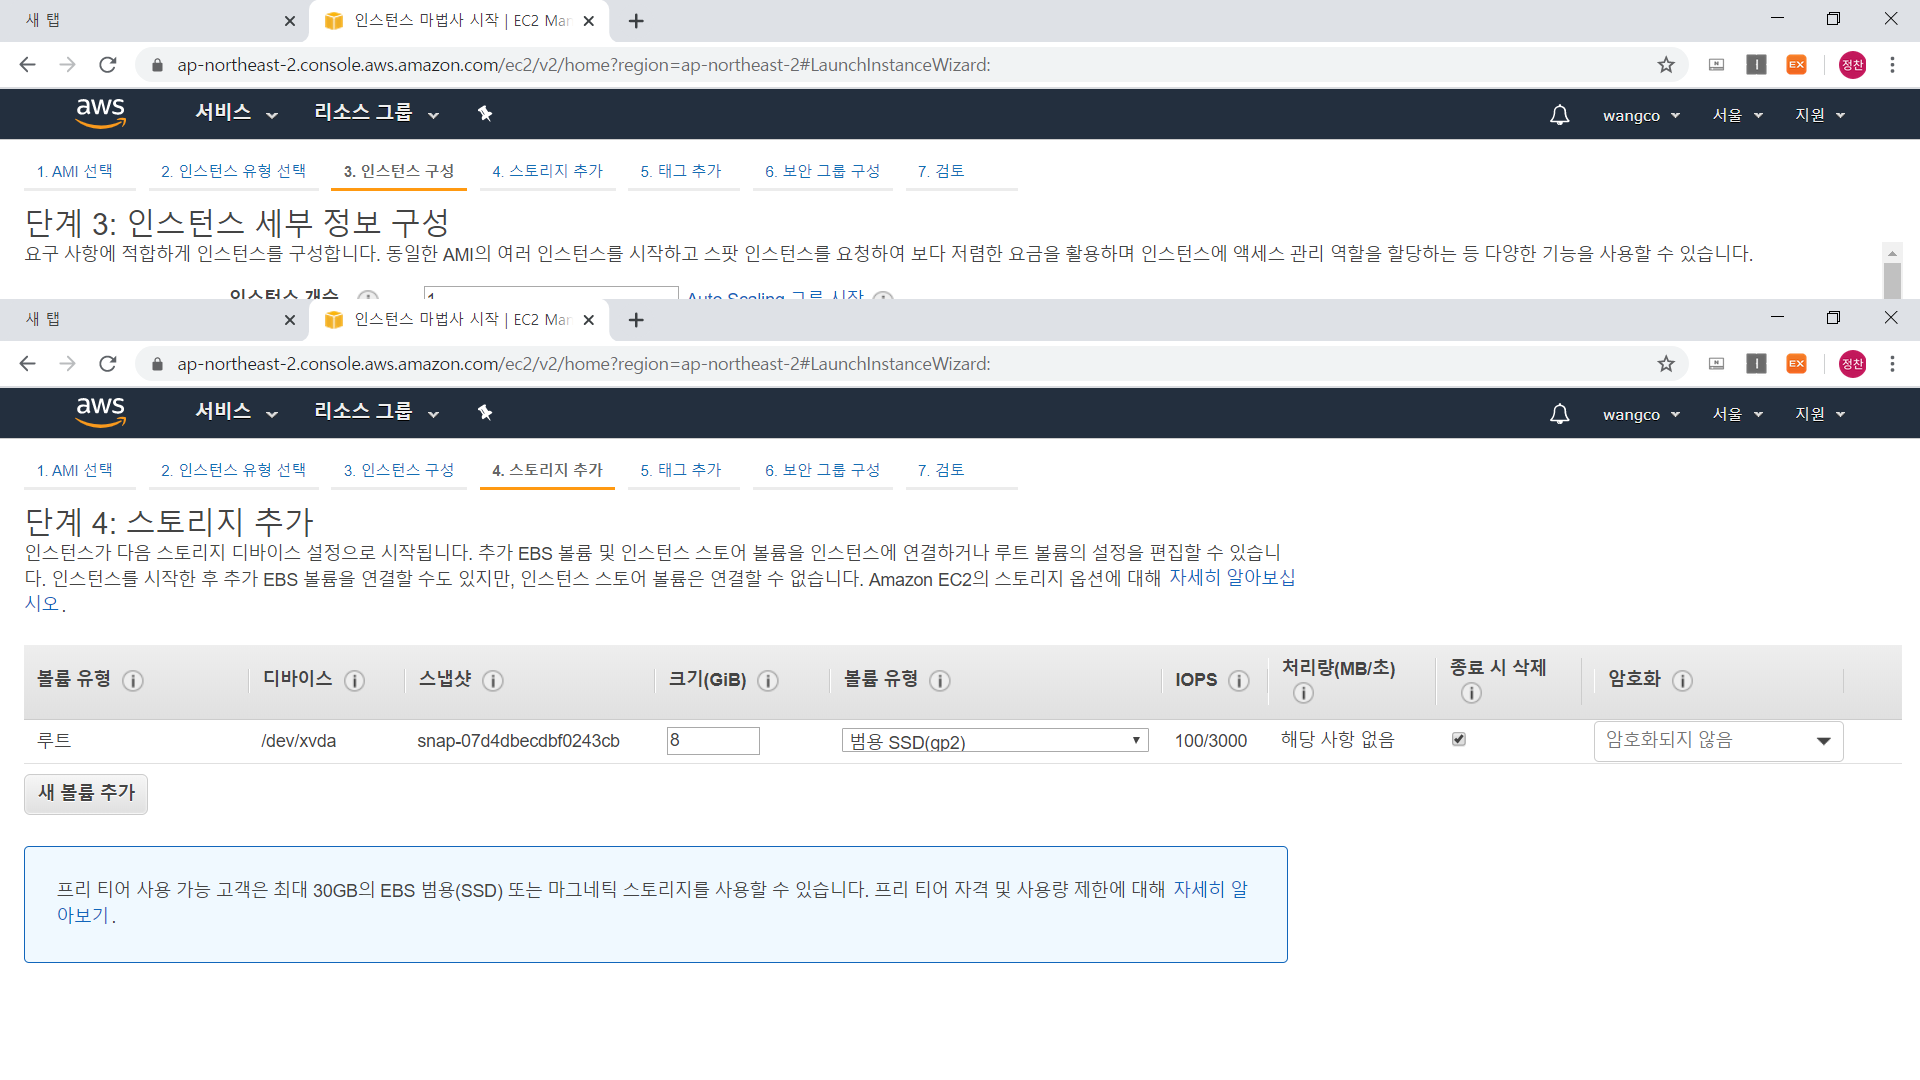 새 탭
인스턴스 마법사 시작 | EC2 Mar
ap-northeast-2.console.aws.amazon.com/ec2/v2/home?region=ap-northeast-2#LaunchInstanceWizard:
EX
정찬
aws 서비스 리소스 그룹 wangco 서울 지원
1. AMI 선택 2. 인스턴스 유형 선택 3. 인스턴스 구성 4. 스토리지 추가 5. 태그 추가 6. 보안 그룹 구성 7. 검토
단계 3: 인스턴스 세부 정보 구성
요구 사항에 적합하게 인스턴스를 구성합니다. 동일한 AMI의 여러 인스턴스를 시작하고 스팟 인스턴스를 요청하여 보다 저렴한 요금을 활용하며 인스턴스에 액세스 관리 역할을 할당하는 등 다양한 기능을 사용할 수 있습니다.
인스턴스 개수 1 Auto Scaling 그룹 시작
새 탭
인스턴스 마법사 시작 | EC2 Mar
ap-northeast-2.console.aws.amazon.com/ec2/v2/home?region=ap-northeast-2#LaunchInstanceWizard:
EX
정찬
aws 서비스 리소스 그룹 wangco 서울 지원
1. AMI 선택 2. 인스턴스 유형 선택 3. 인스턴스 구성 4. 스토리지 추가 5. 태그 추가 6. 보안 그룹 구성 7. 검토
단계 4: 스토리지 추가
인스턴스가 다음 스토리지 디바이스 설정으로 시작됩니다. 추가 EBS 볼륨 및 인스턴스 스토어 볼륨을 인스턴스에 연결하거나 루트 볼륨의 설정을 편집할 수 있습니
다. 인스턴스를 시작한 후 추가 EBS 볼륨을 연결할 수도 있지만, 인스턴스 스토어 볼륨은 연결할 수 없습니다. Amazon EC2의 스토리지 옵션에 대해 자세히 알아보십
시오.
볼륨 유형 디바이스 스냅샷 크기(GiB) 볼륨 유형 IOPS 처리량(MB/초) 종료 시 삭제 암호화
루트 /dev/xvda snap-07d4dbecdbf0243cb 8 범용 SSD(gp2) 100/3000 해당 사항 없음 암호화되지 않음
새 볼륨 추가
프리 티어 사용 가능 고객은 최대 30GB의 EBS 범용(SSD) 또는 마그네틱 스토리지를 사용할 수 있습니다. 프리 티어 자격 및 사용량 제한에 대해 자세히 알
아보기.